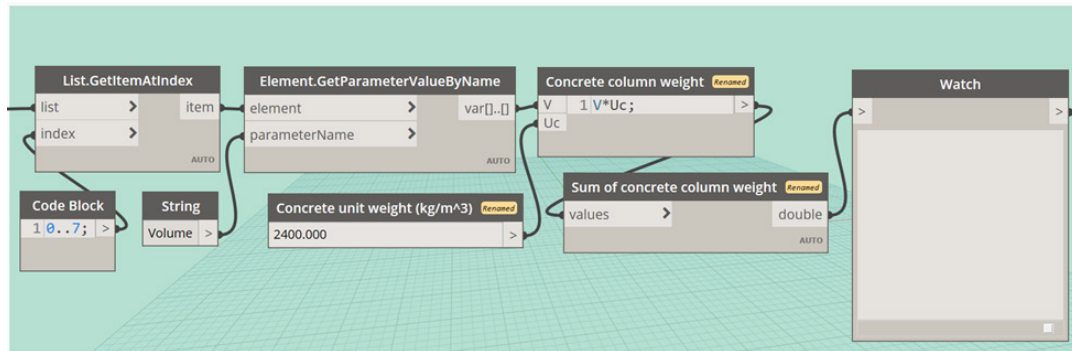 List.GetItemAtIndex
list > item
index >
AUTO
Element.GetParameterValueByName
element > var[]..[]
parameterName >
AUTO
Concrete column weight Renamed
V 1 V*Uc; >
Uc
Watch
> >
Code Block
1 0..7; >
String
Volume >
Concrete unit weight (kg/m^3) Renamed
2400.000 >
Sum of concrete column weight Renamed
values > double
AUTO